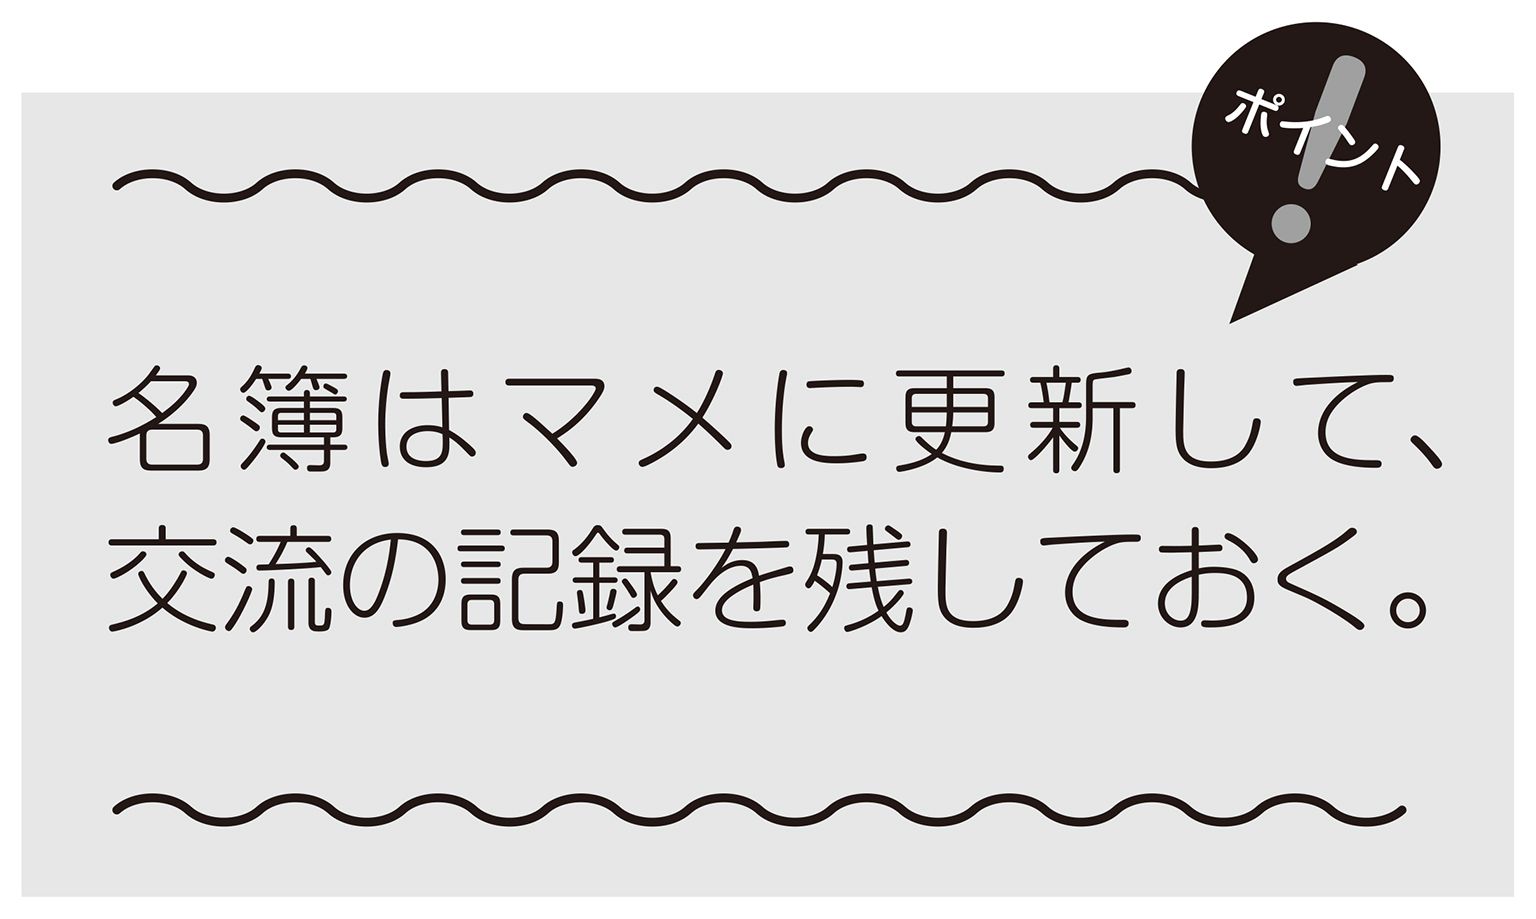 ポイント
名簿はマメに更新して、
交流の記録を残しておく。